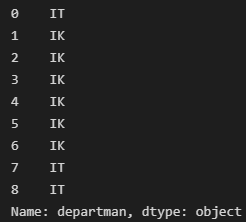 0    IT
1    IK
2    IK
3    IK
4    IK
5    IK
6    IK
7    IT
8    IT
Name: departman, dtype: object